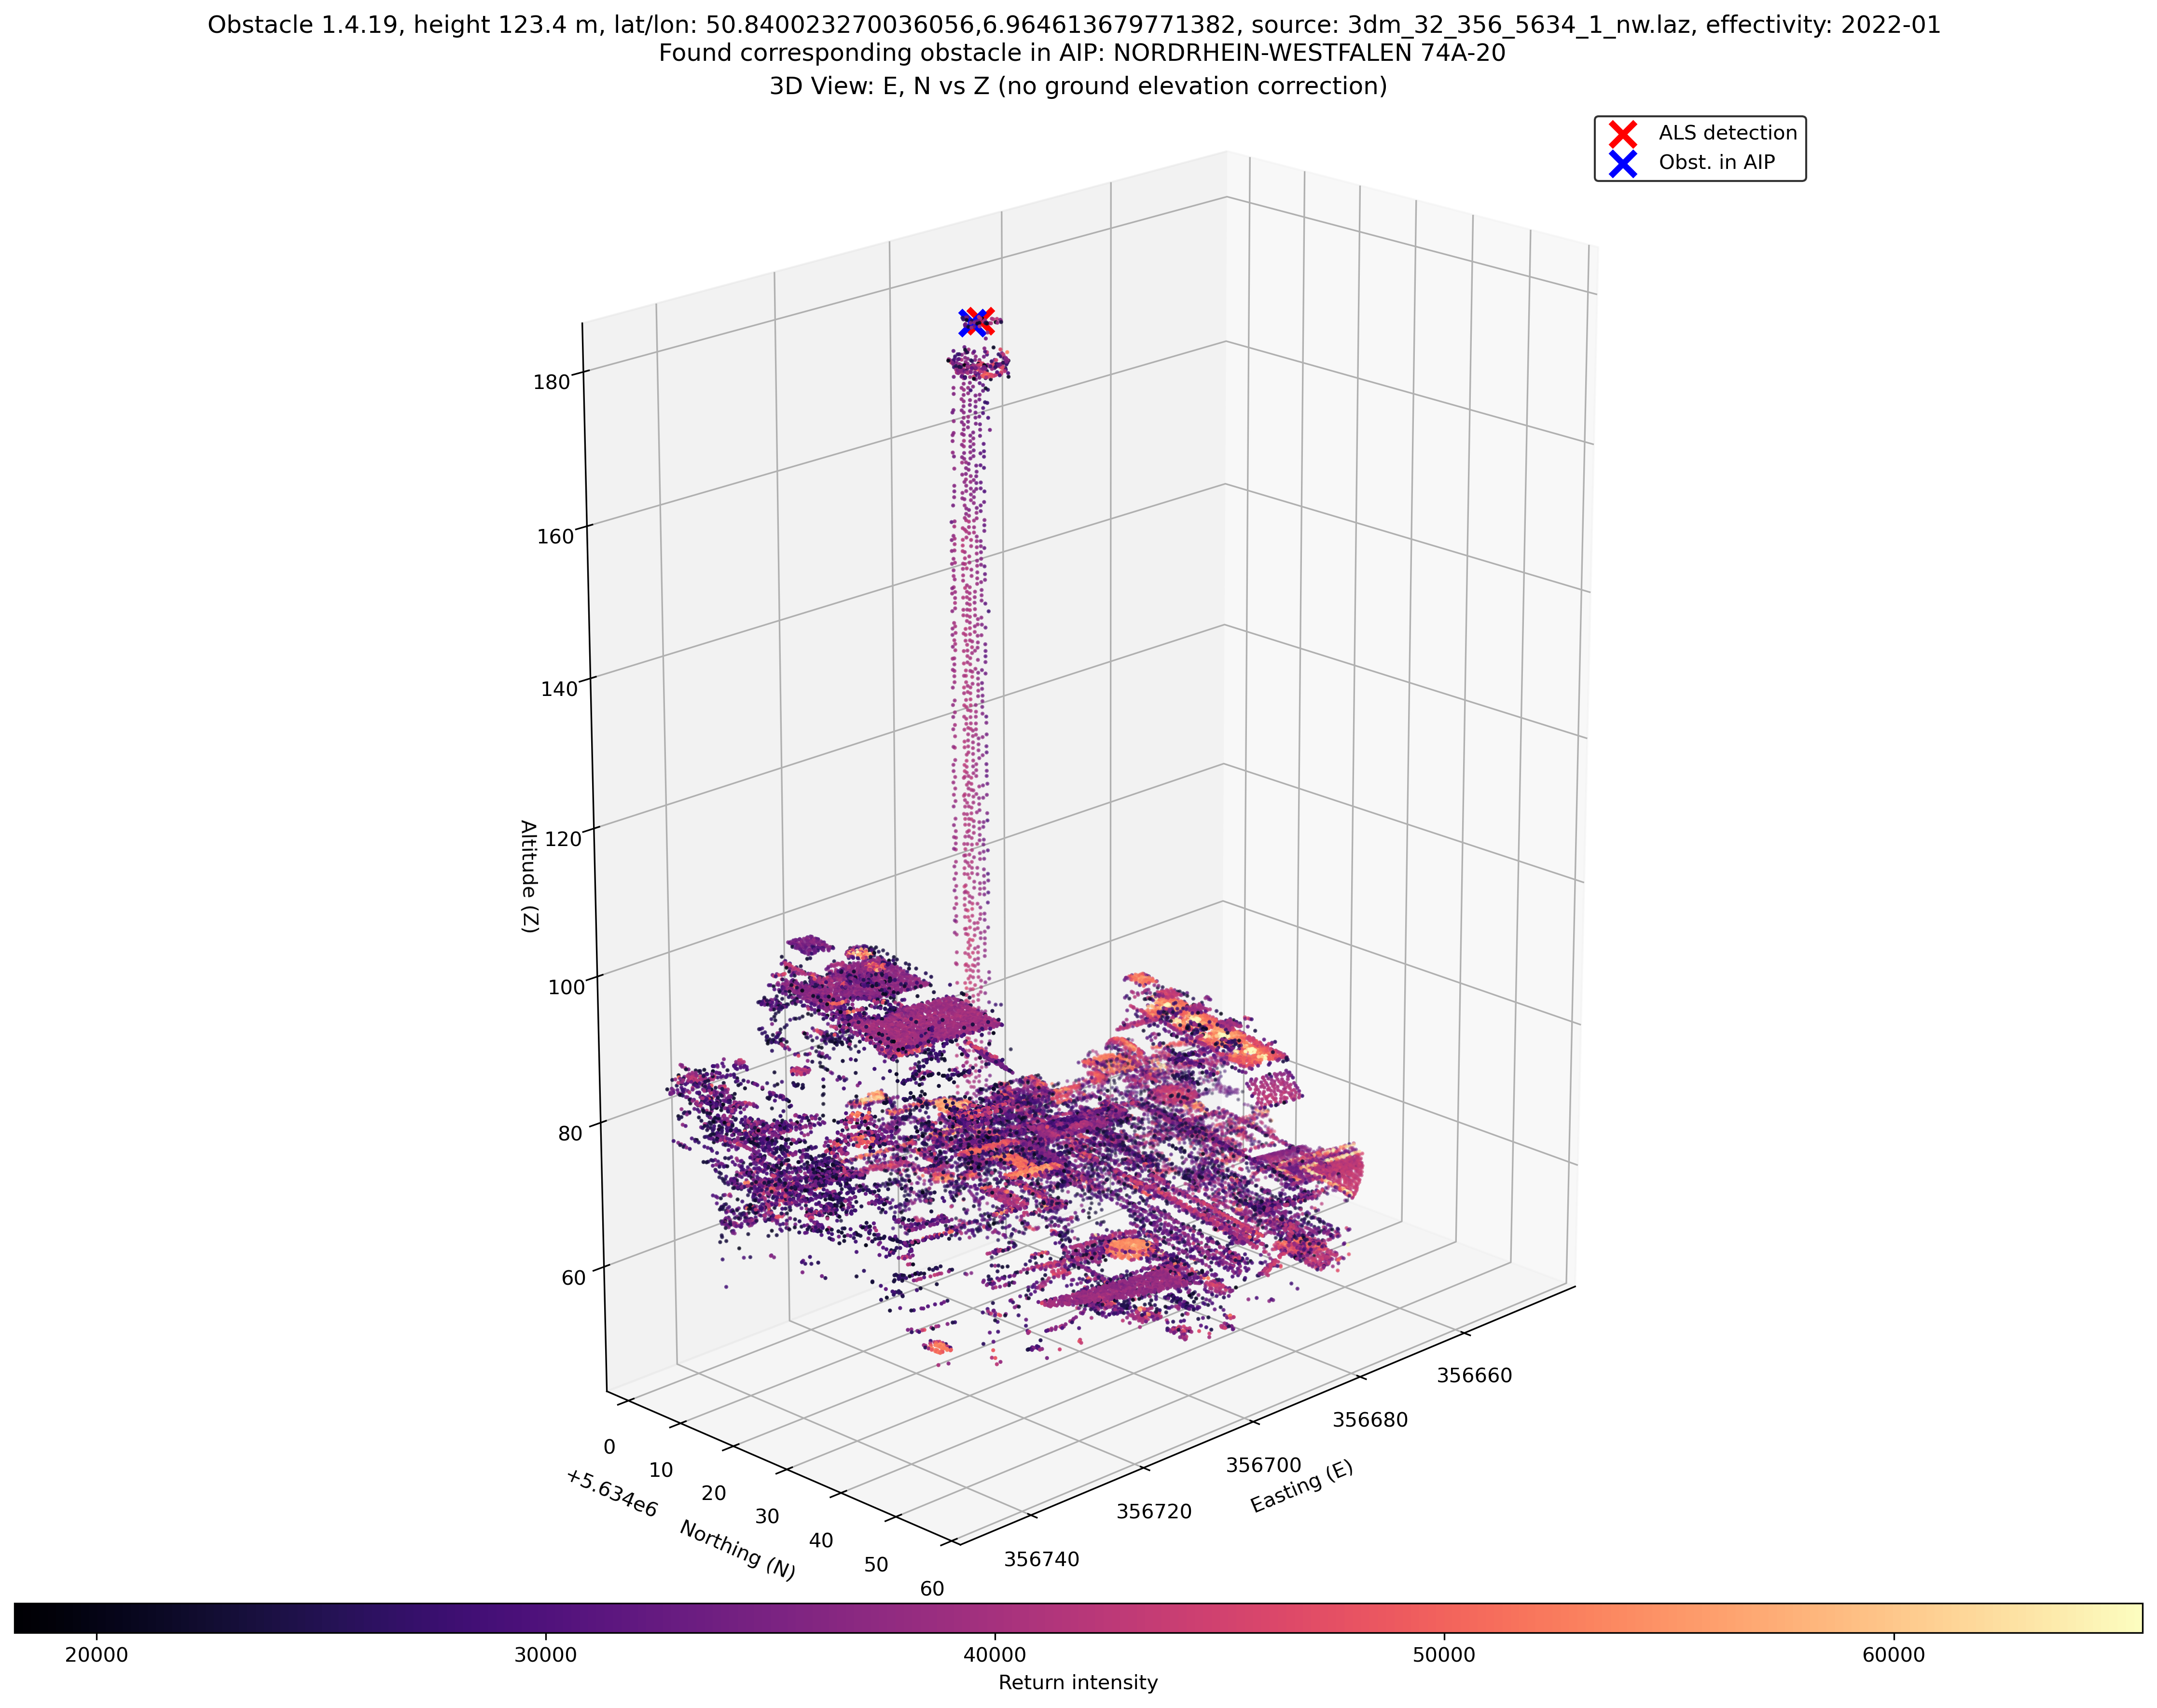 Obstacle 1.4.19, height 123.4 m, lat/lon: 50.840023270036056,6.964613679771382, source: 3dm_32_356_5634_1_nw.laz, effectivity: 2022-01
Found corresponding obstacle in AIP: NORDRHEIN-WESTFALEN 74A-20
3D View: E, N vs Z (no ground elevation correction)
ALS detection
Obst. in AIP
180
160
140
120
100
80
60
Altitude (Z)
0
10
20
30
40
50
60
+5.634e6
Northing (N)
356660
356680
356700
356720
356740
Easting (E)
20000
30000
40000
50000
60000
Return intensity